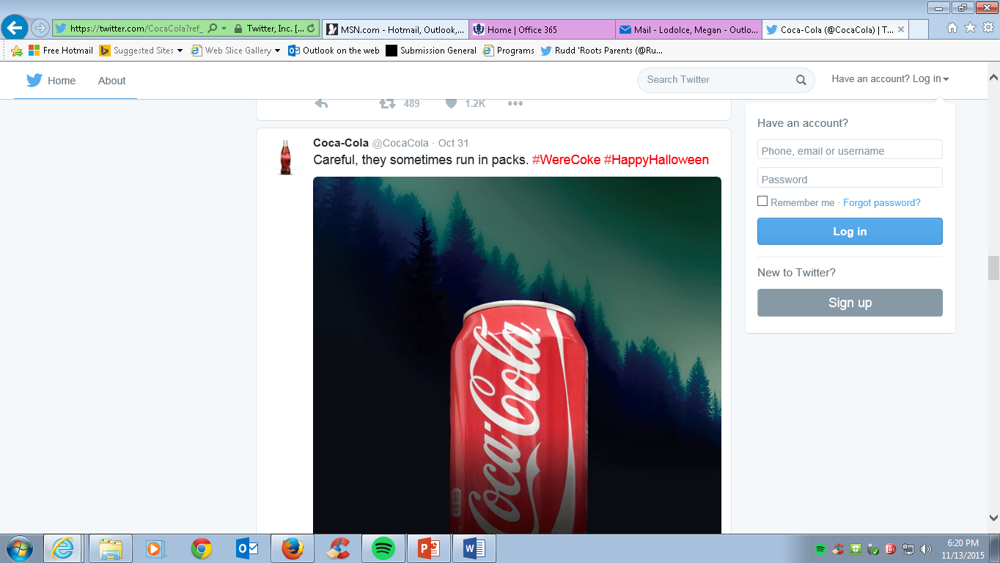 https://twitter.com/CocaCola?ref_
Twitter, Inc. [...
MSN.com - Hotmail, Outlook,...
Home | Office 365
Mail - Lodolce, Megan - Outlo...
Coca-Cola (@CocaCola) | T...
Free Hotmail
Suggested Sites
Web Slice Gallery
Outlook on the web
Submission General
Programs
Rudd 'Roots Parents (@Ru...
Home
About
Search Twitter
Have an account? Log in
489
1.2K
•••
Coca-Cola @CocaCola · Oct 31
Careful, they sometimes run in packs. #WereCoke #HappyHalloween
Coca-Cola
140
Have an account?
Phone, email or username
Password
Remember me · Forgot password?
Log in
New to Twitter?
Sign up
6:20 PM
11/13/2015